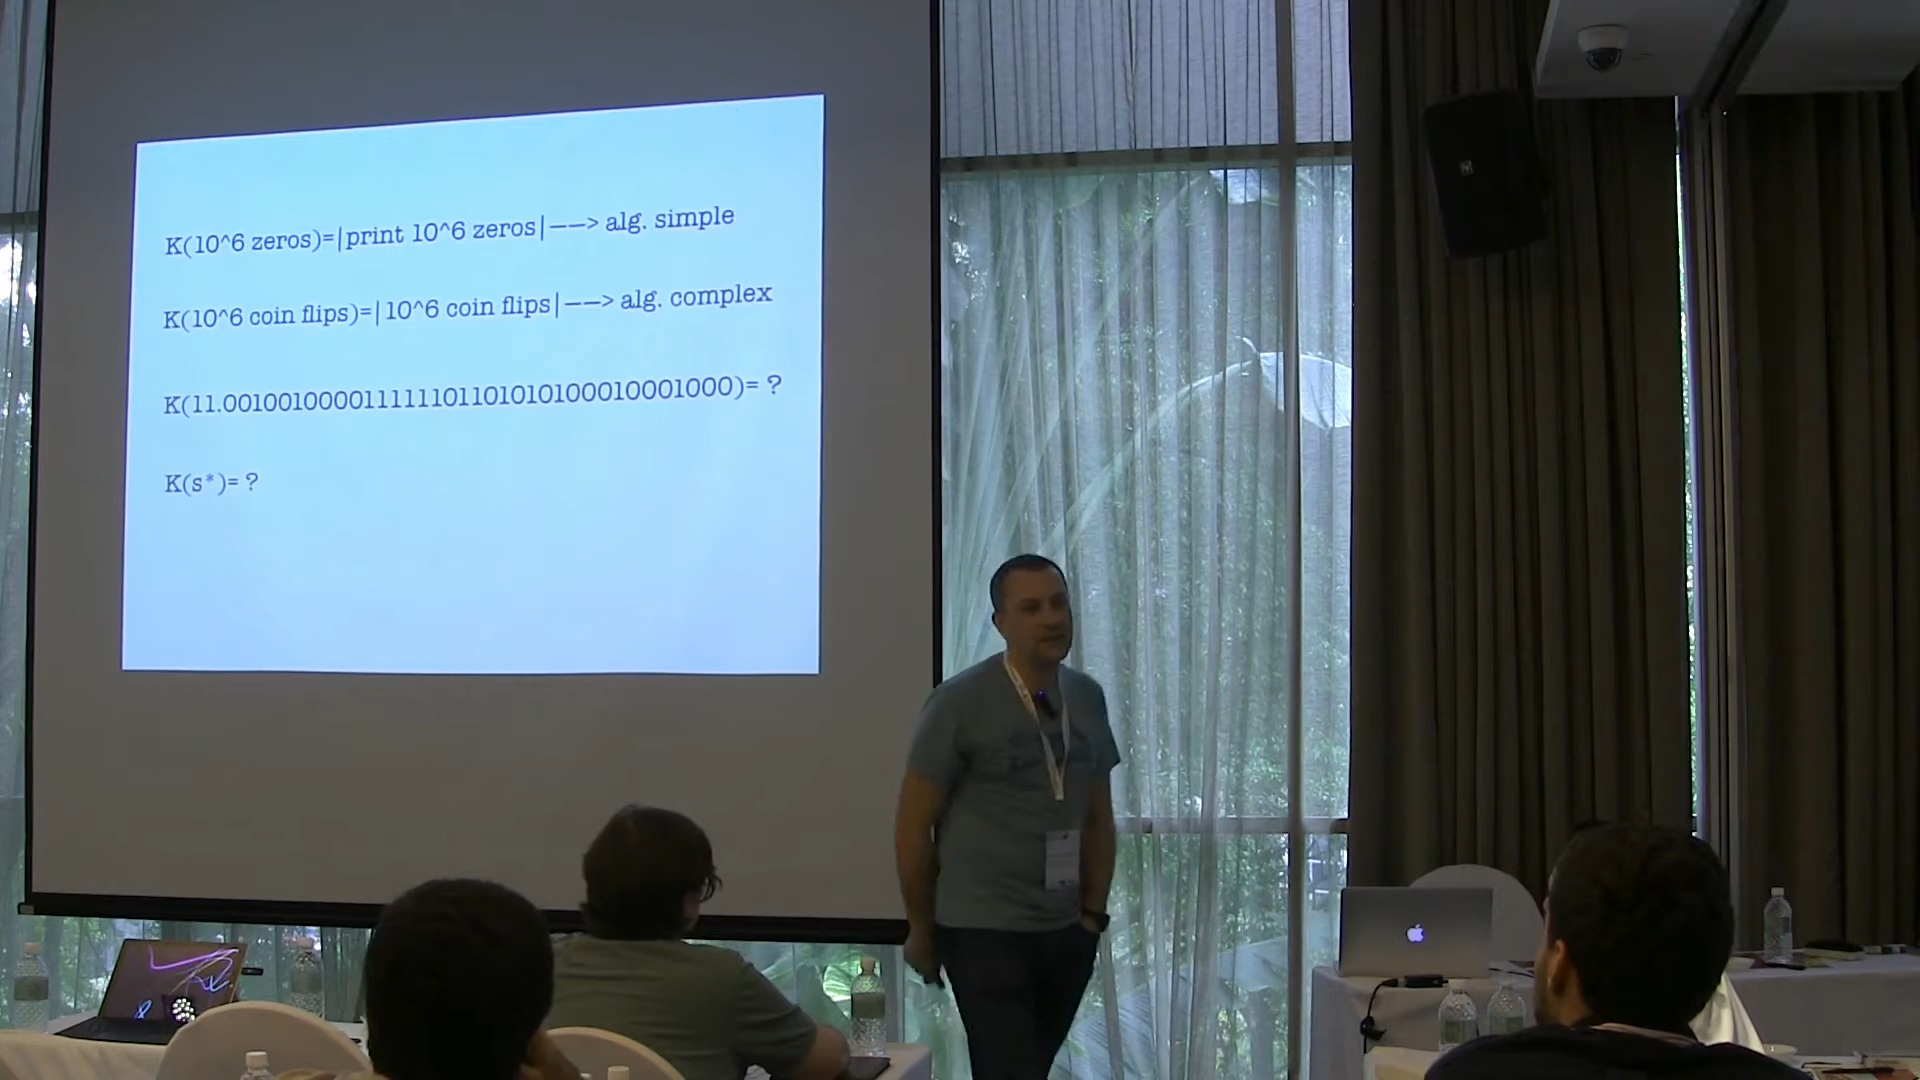 K(10^6 zeros)=|print 10^6 zeros|––> alg. simple
K(10^6 coin flips)=|10^6 coin flips|––> alg. complex
K(11.001001000011111101101010100010001000)= ?
K(s*)= ?